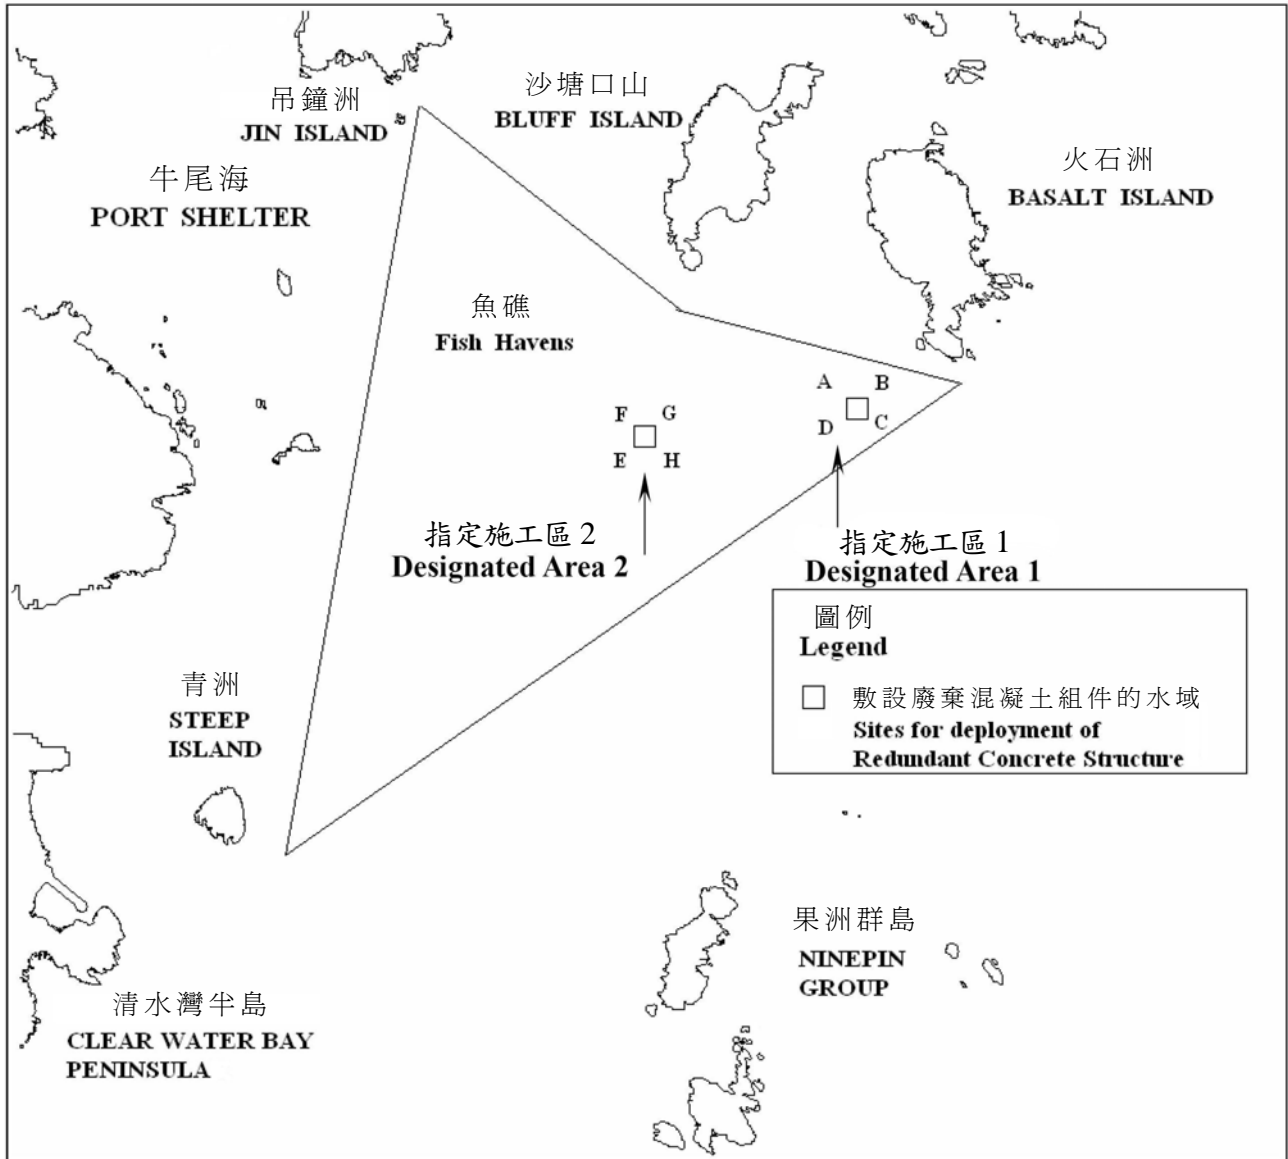 吊鐘洲
JIN ISLAND
沙塘口山
BLUFF ISLAND
火石洲
BASALT ISLAND
牛尾海
PORT SHELTER
魚礁
Fish Havens
A B
D C
F G
E H
指定施工區 2
Designated Area 2
指定施工區 1
Designated Area 1
圖例
Legend
敷設廢棄混凝土組件的水域
Sites for deployment of
Redundant Concrete Structure
青洲
STEEP
ISLAND
果洲群島
NINEPIN
GROUP
清水灣半島
CLEAR WATER BAY
PENINSULA